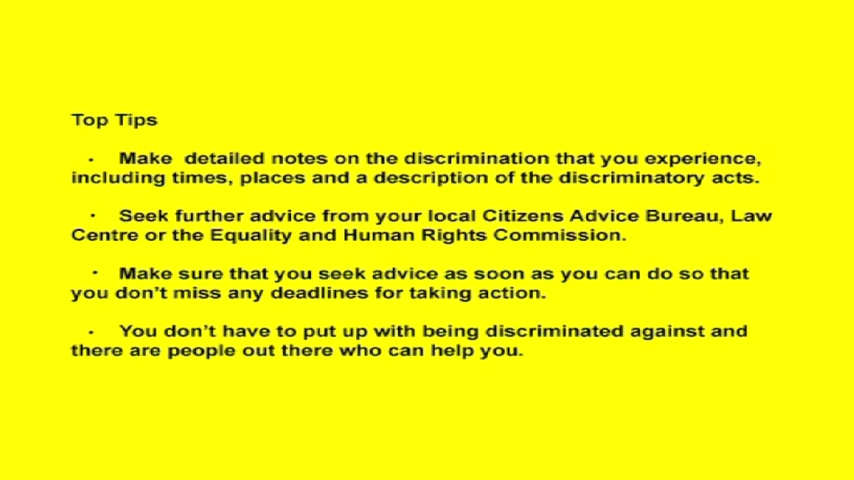 Top Tips
· Make detailed notes on the discrimination that you experience,
including times, places and a description of the discriminatory acts.
· Seek further advice from your local Citizens Advice Bureau, Law
Centre or the Equality and Human Rights Commission.
· Make sure that you seek advice as soon as you can do so that
you don’t miss any deadlines for taking action.
· You don’t have to put up with being discriminated against and
there are people out there who can help you.